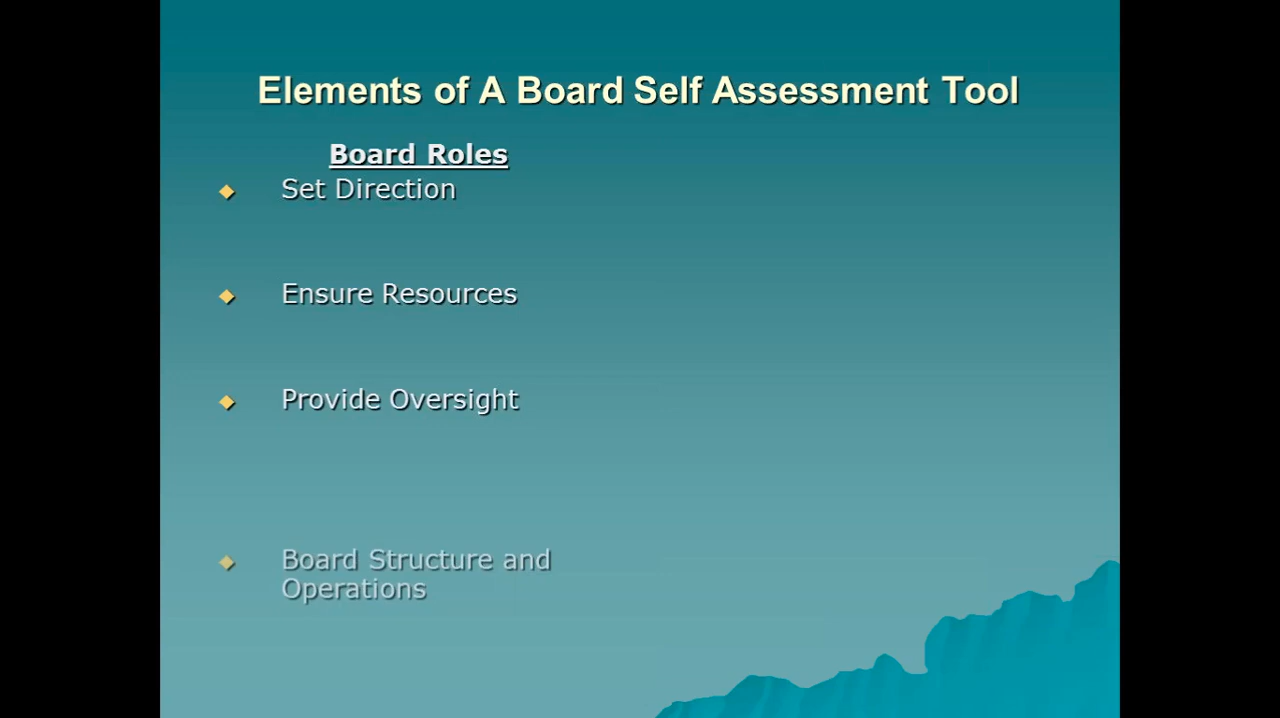 Elements of A Board Self Assessment Tool
Board Roles
Set Direction
Ensure Resources
Provide Oversight
Board Structure and
Operations